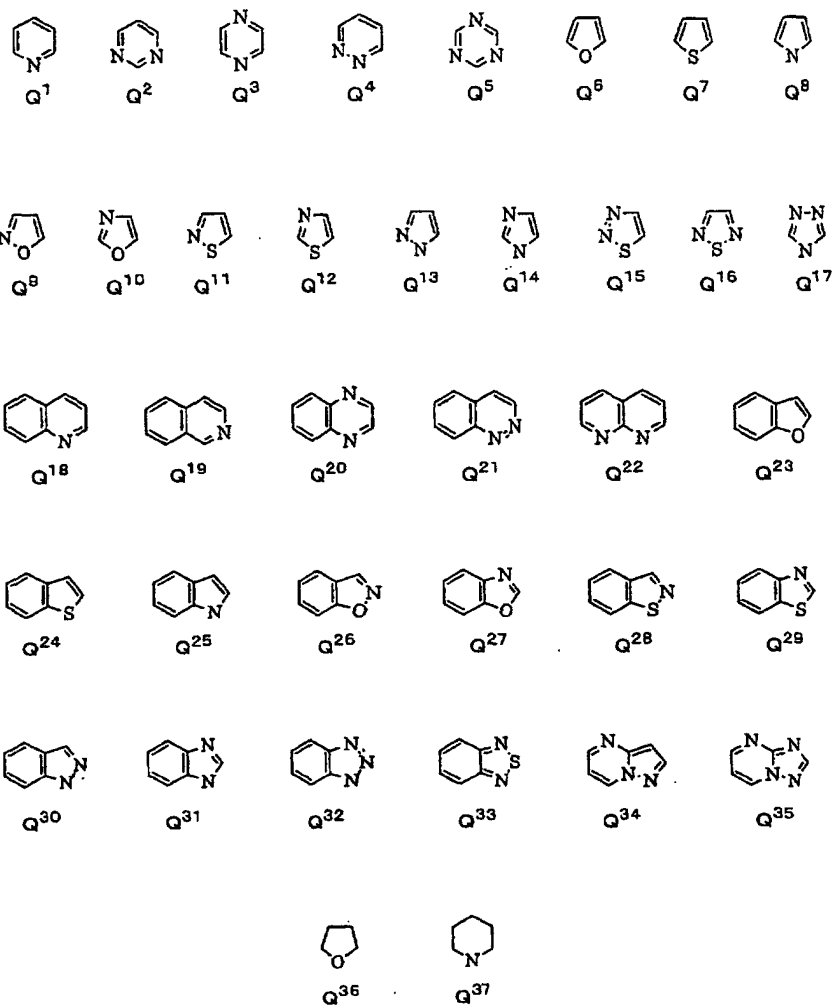 N N
N N N N N N N N O S N
Q¹ Q² Q³ Q⁴ Q⁵ Q⁶ Q⁷ Q⁸
N N N N N-N
N O O N S S N N N N S N S N N
Q⁹ Q¹⁰ Q¹¹ Q¹² Q¹³ Q¹⁴ Q¹⁵ Q¹⁶ Q¹⁷
N
N N N N N N N O
Q¹⁸ Q¹⁹ Q²⁰ Q²¹ Q²² Q²³
N N
S N O N O S N S
Q²⁴ Q²⁵ Q²⁶ Q²⁷ Q²⁸ Q²⁹
N N N N N N
N N N N N S N N N N N
Q³⁰ Q³¹ Q³² Q³³ Q³⁴ Q³⁵
O N
Q³⁶ Q³⁷